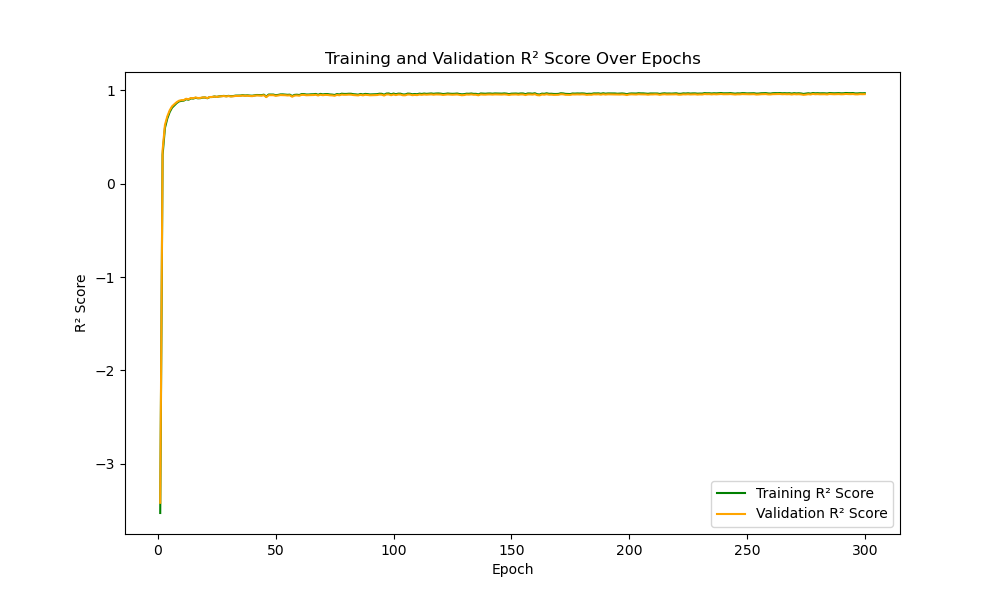 Training and Validation R² Score Over Epochs
R² Score
1
0
−1
−2
−3
0
50
100
150
200
250
300
Epoch
Training R² Score
Validation R² Score